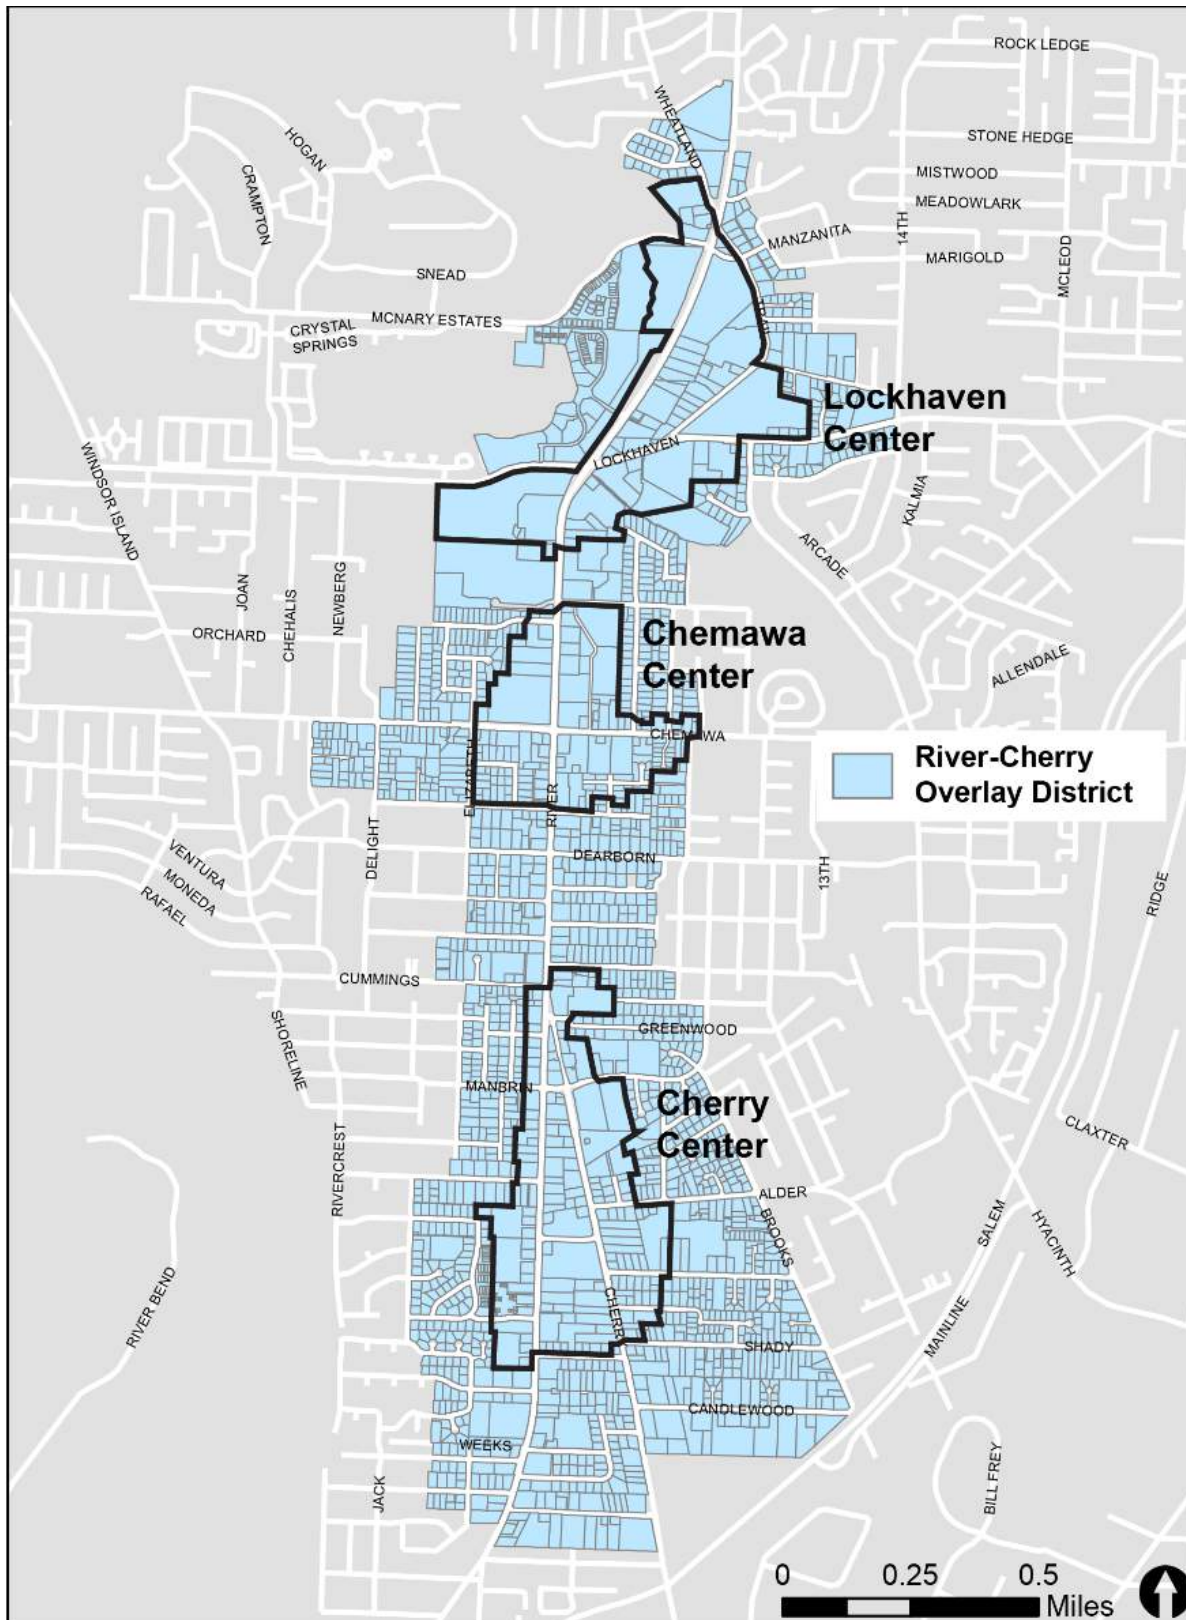 ROCK LEDGE
WHEATLAND
HOGAN
STONE HEDGE
CRAMPTON
MISTWOOD
MEADOWLARK
14TH
MANZANITA
MARIGOLD
MCLEOD
SNEAD
TRAIL
MCNARY ESTATES
CRYSTAL
SPRINGS
Lockhaven
Center
LOCKHAVEN
WINDSOR ISLAND
KALMIA
ARCADE
JOAN
NEWBERG
CHEHALIS
ORCHARD
Chemawa
Center
ALLENDALE
CHEMAWA
ELIZABETH
RIVER
River-Cherry
Overlay District
VENTURA
MONEDA
RAFAEL
DELIGHT
DEARBORN
13TH
RIDGE
CUMMINGS
SHORELINE
GREENWOOD
MANBRIN
Cherry
Center
CLAXTER
RIVERCREST
ALDER
BROOKS
SALEM
HYACINTH
RIVER BEND
CHERR
MAINLINE
SHADY
CANDLEWOOD
WEEKS
JACK
BILL FREY
0 0.25 0.5
Miles